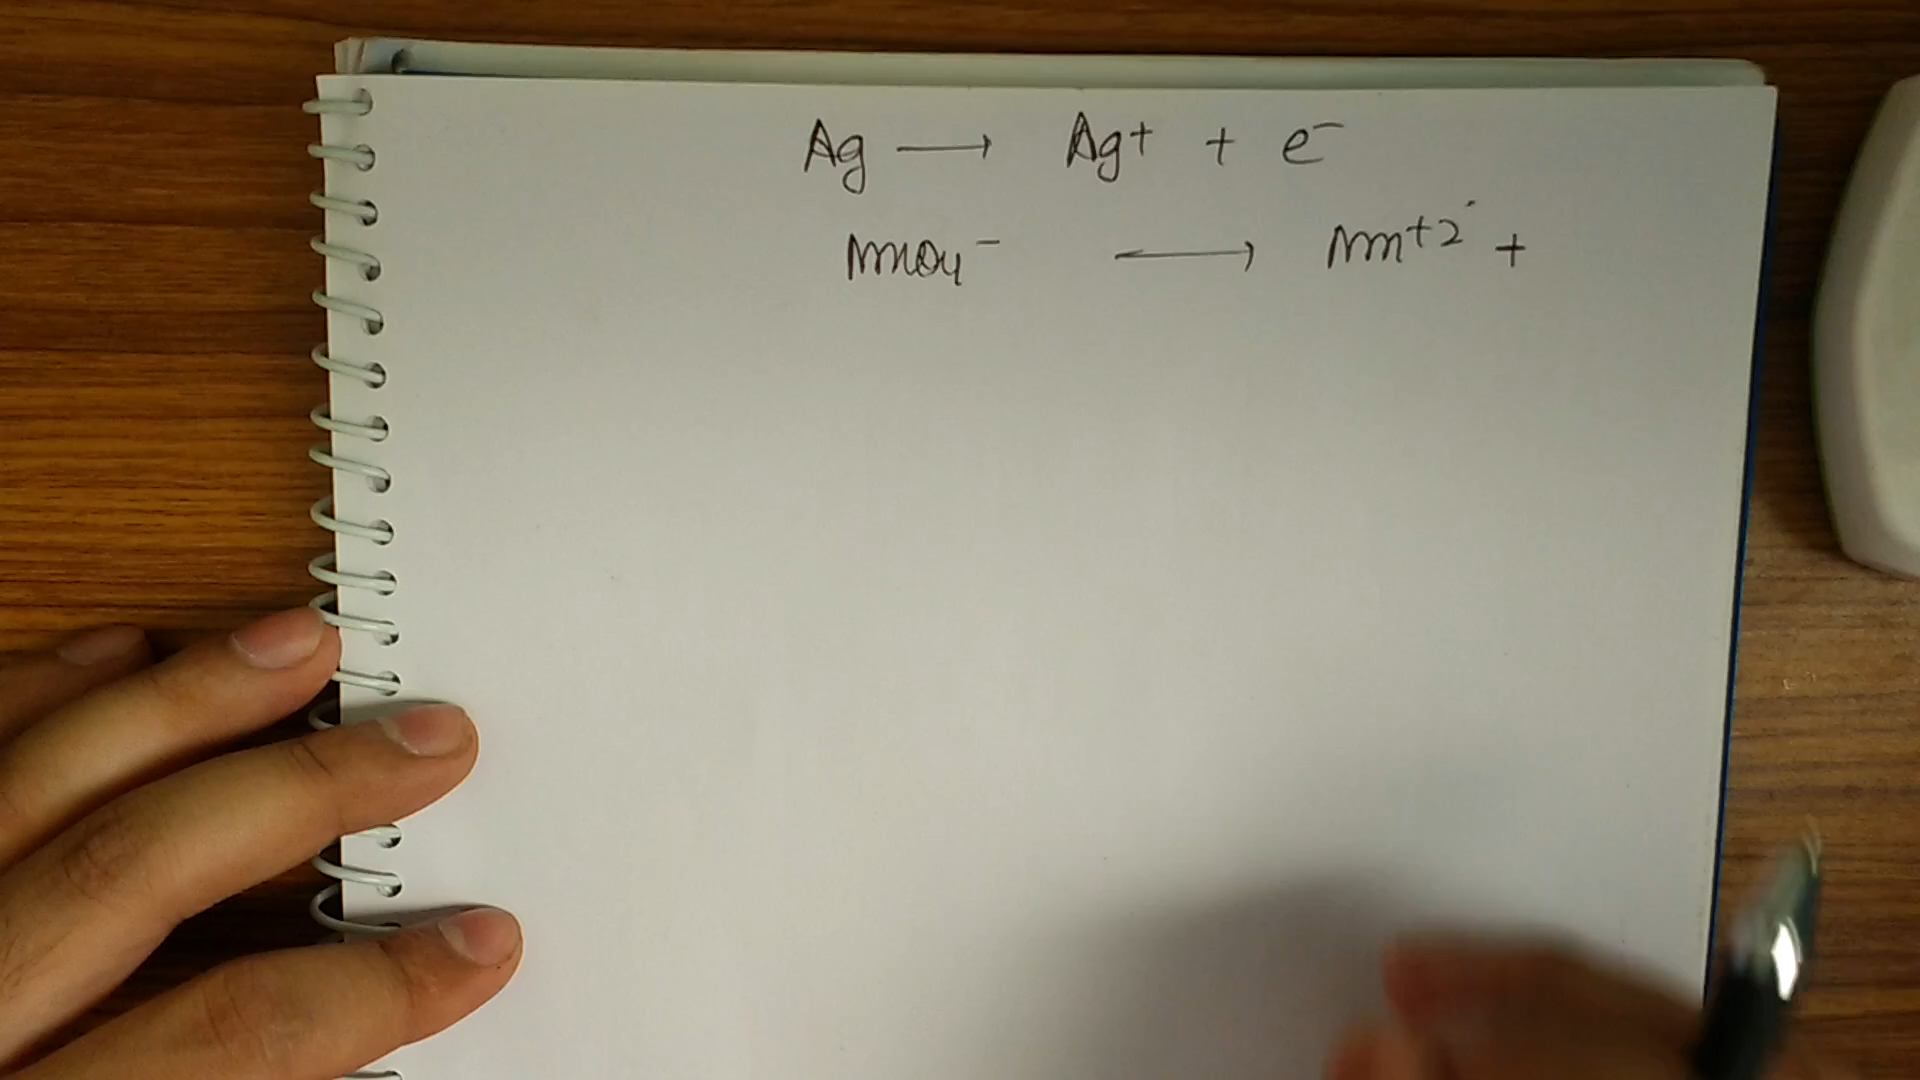 Ag ⟶ Ag+ + e-
MnO4- ⟶ Mn+2 +